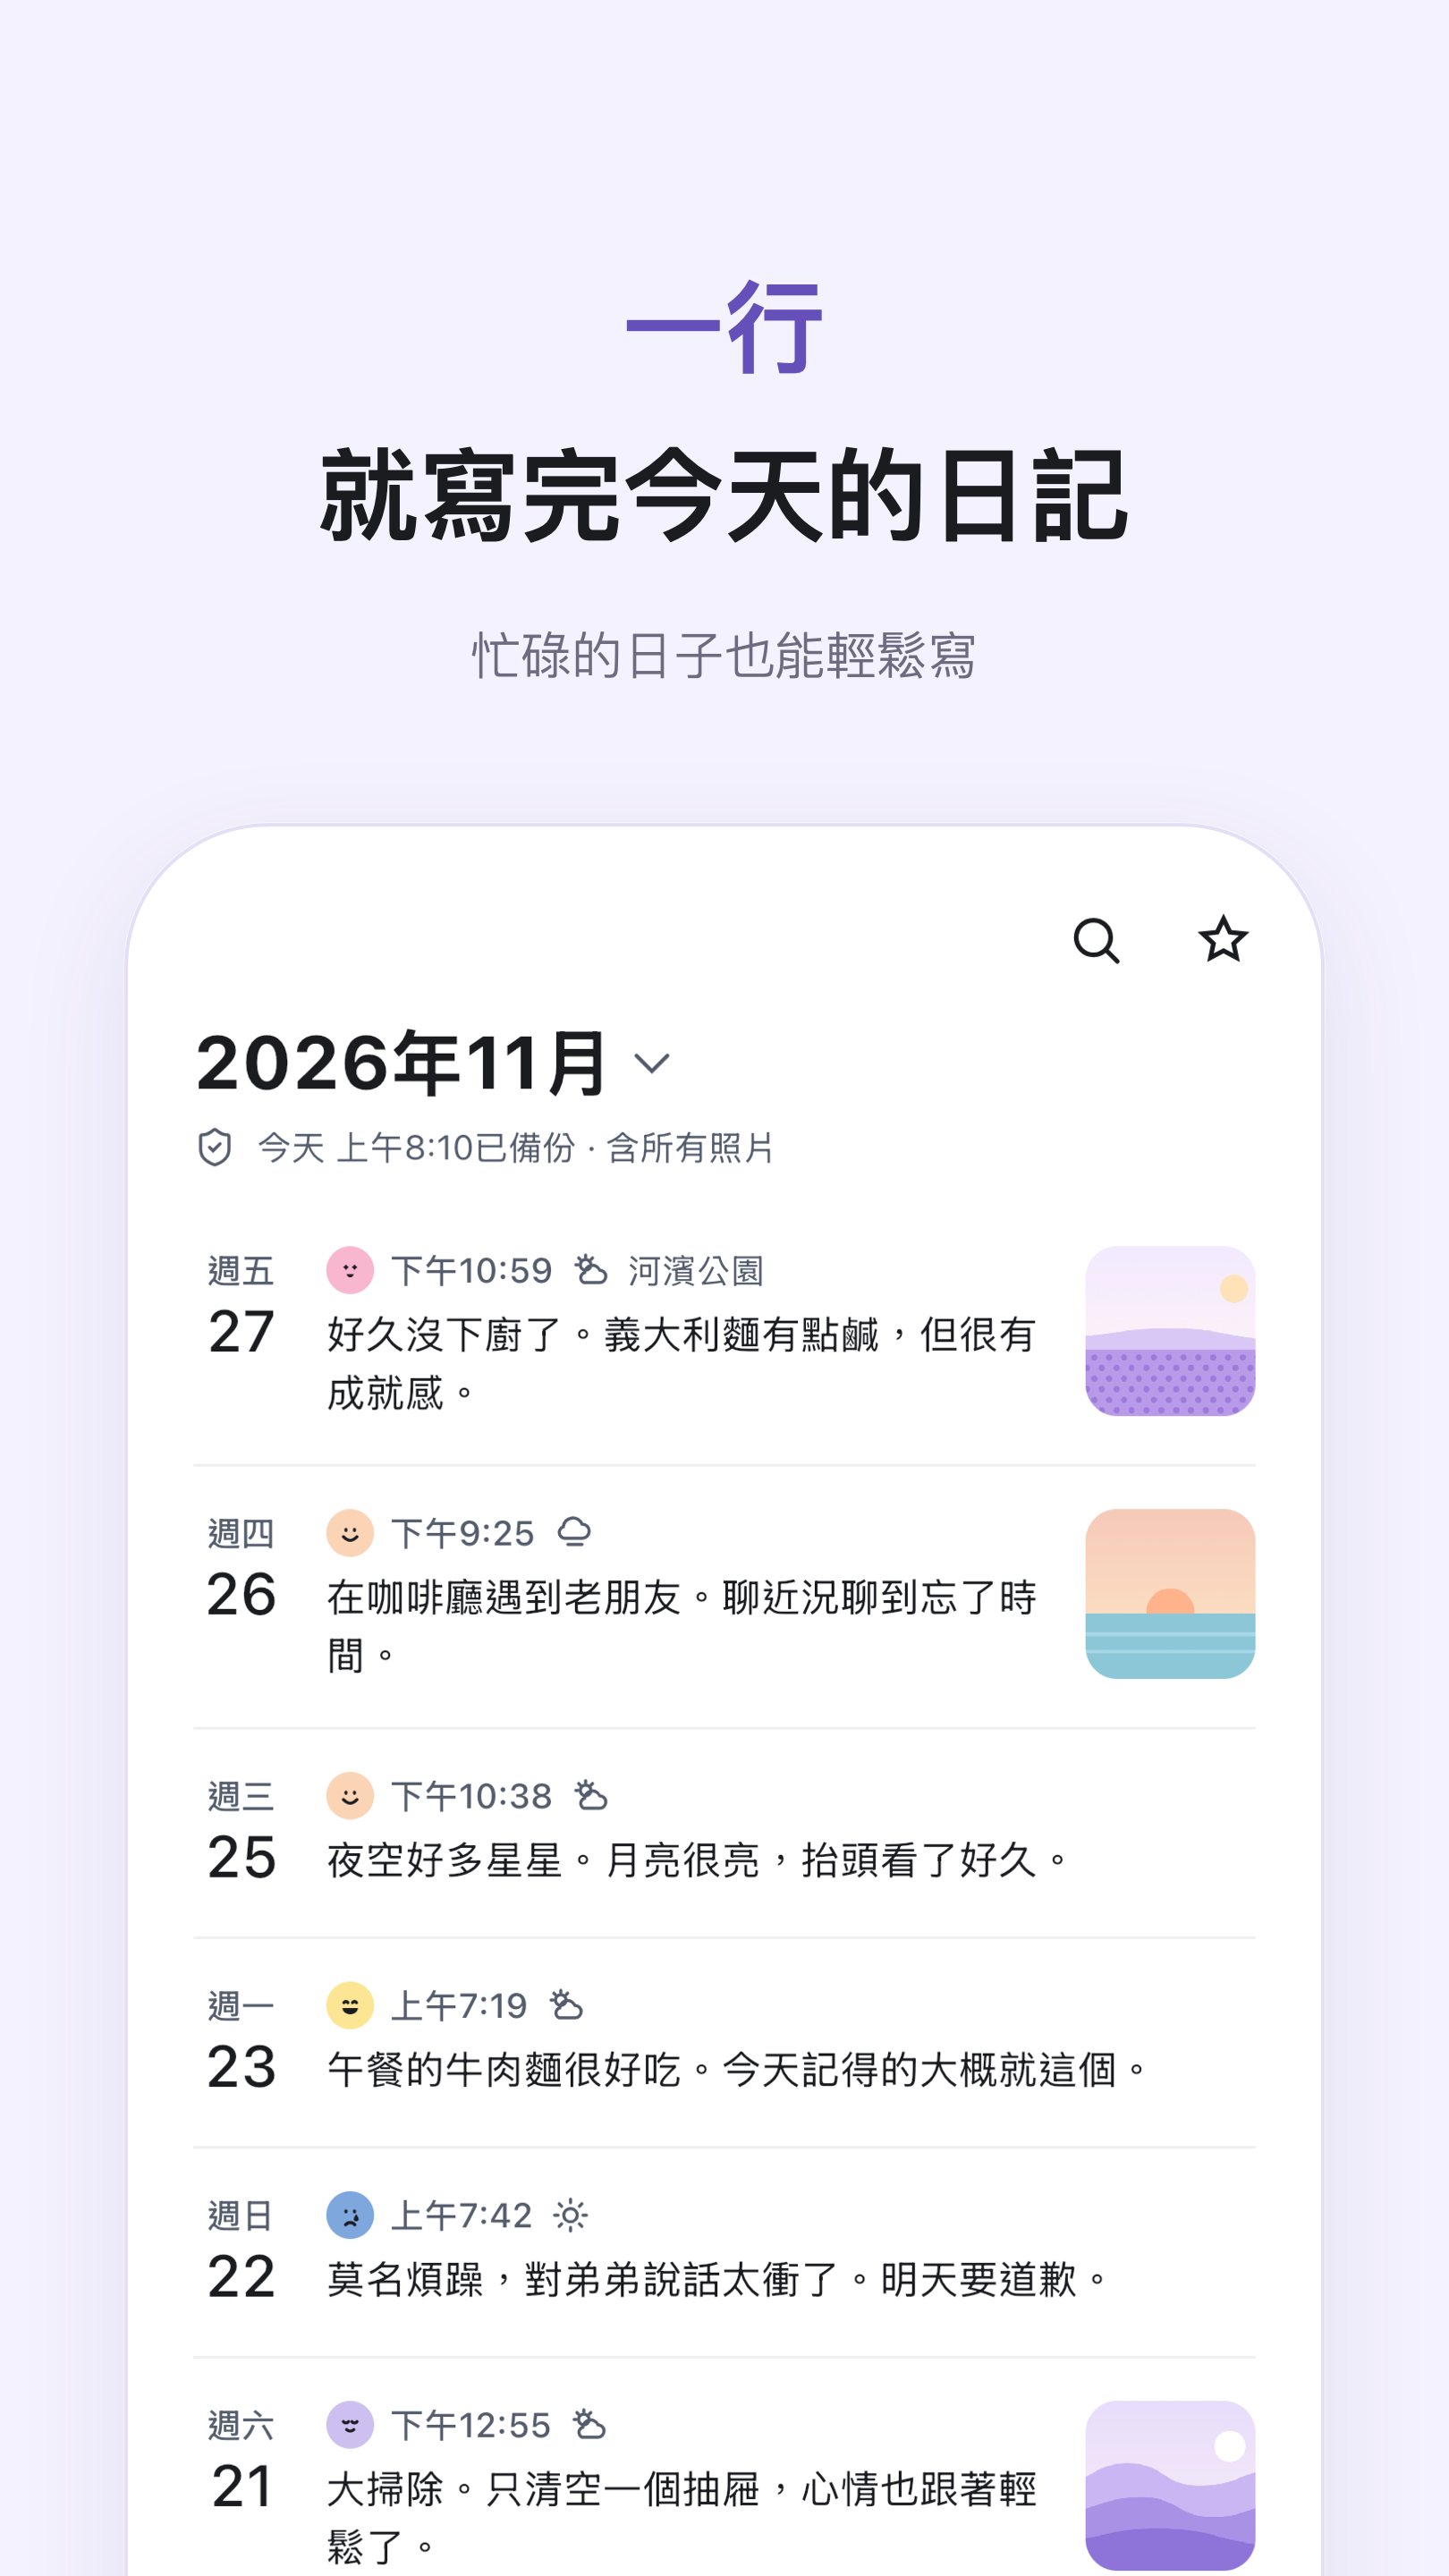 一行
就寫完今天的日記
忙碌的日子也能輕鬆寫
2026年11月
今天 上午8:10已備份 · 含所有照片
週五
27
下午10:59 河濱公園
好久沒下廚了。義大利麵有點鹹，但很有
成就感。
週四
26
下午9:25
在咖啡廳遇到老朋友。聊近況聊到忘了時
間。
週三
25
下午10:38
夜空好多星星。月亮很亮，抬頭看了好久。
週一
23
上午7:19
午餐的牛肉麵很好吃。今天記得的大概就這個。
週日
22
上午7:42
莫名煩躁，對弟弟說話太衝了。明天要道歉。
週六
21
下午12:55
大掃除。只清空一個抽屜，心情也跟著輕
鬆了。